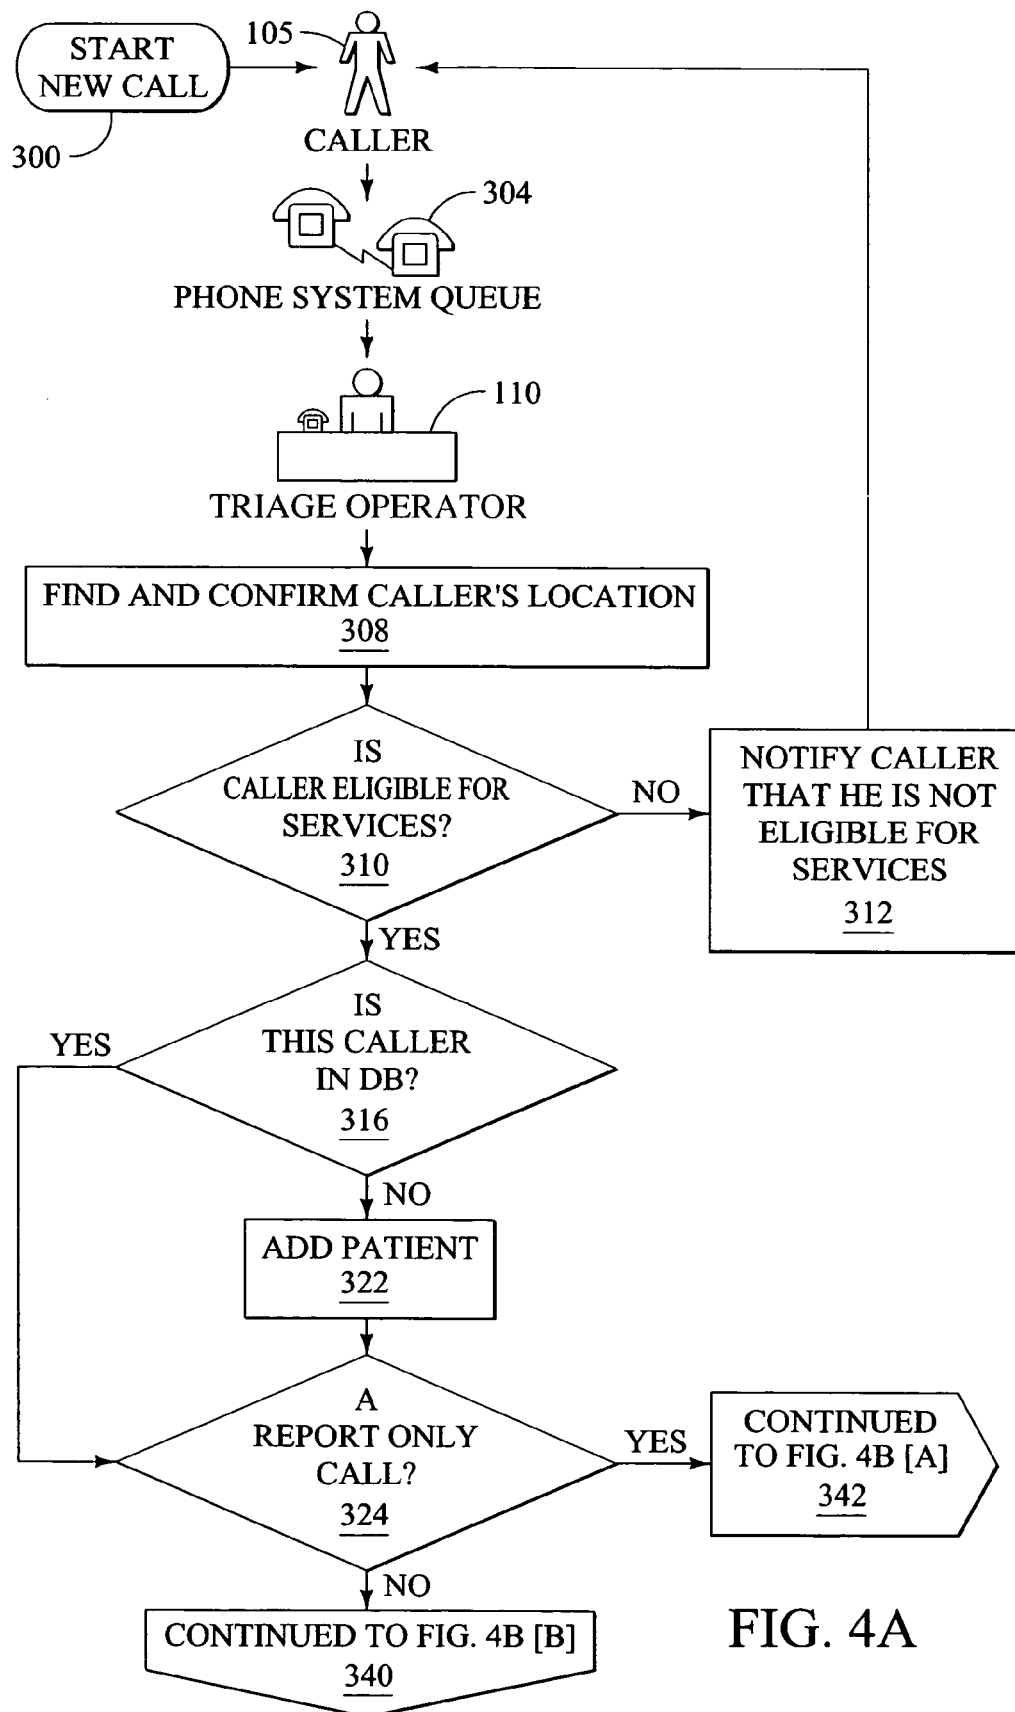 START
NEW CALL
300
105
CALLER
304
PHONE SYSTEM QUEUE
110
TRIAGE OPERATOR
FIND AND CONFIRM CALLER'S LOCATION
308
IS
CALLER ELIGIBLE FOR
SERVICES?
310
NO
NOTIFY CALLER
THAT HE IS NOT
ELIGIBLE FOR
SERVICES
312
YES
IS
THIS CALLER
IN DB?
316
YES
NO
ADD PATIENT
322
A
REPORT ONLY
CALL?
324
YES
CONTINUED
TO FIG. 4B [A]
342
NO
CONTINUED TO FIG. 4B [B]
340
FIG. 4A